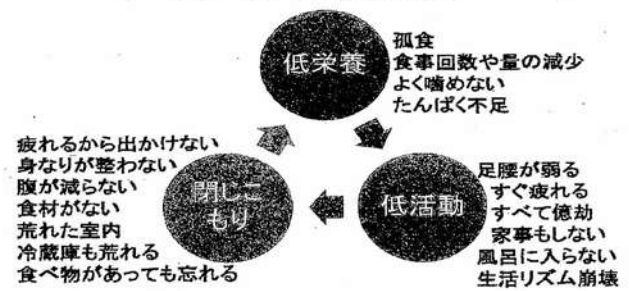 低栄養
孤食
食事回数や量の減少
よく噛めない
たんぱく不足
低活動
足腰が弱る
すぐ疲れる
すべて億劫
家事もしない
風呂に入らない
生活リズム崩壊
閉じこ
もり
疲れるから出かけない
身なりが整わない
腹が減らない
食材がない
荒れた室内
冷蔵庫も荒れる
食べ物があっても忘れる